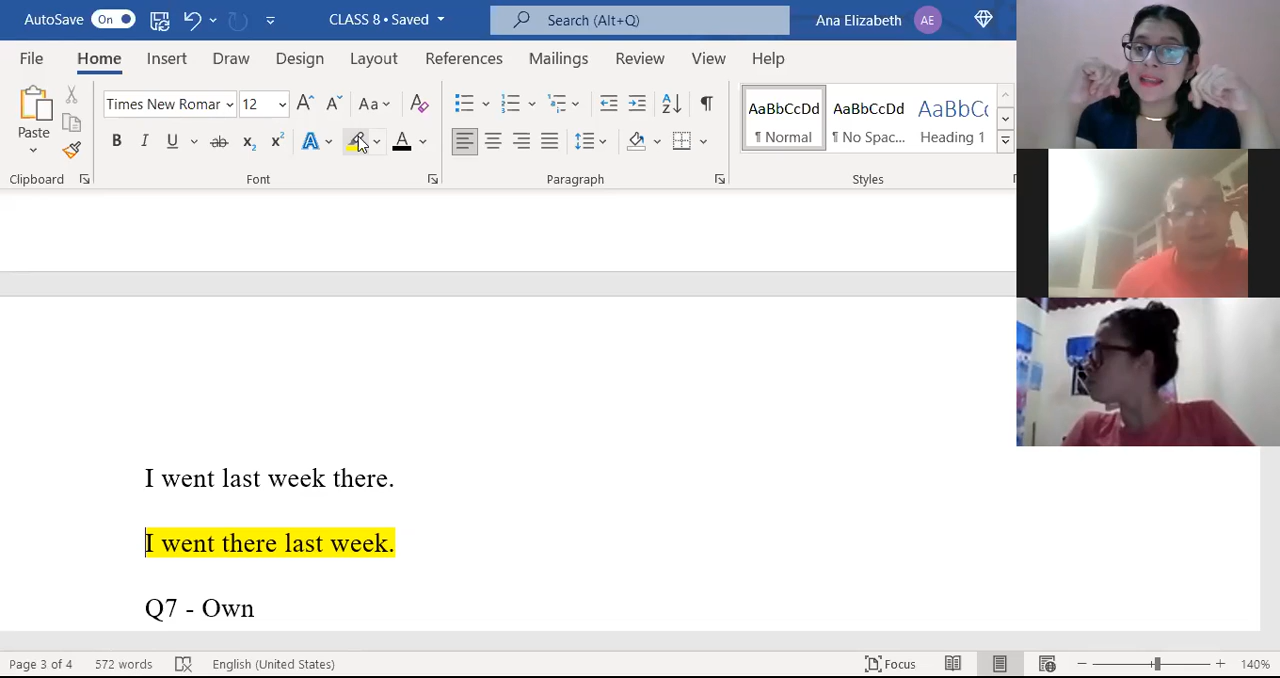 AutoSave On CLASS 8 • Saved Search (Alt+Q) Ana Elizabeth AE
File Home Insert Draw Design Layout References Mailings Review View Help
Times New Romar 12 Aa
AaBbCcDd AaBbCcDd AaBbCc
Paste
¶ Normal ¶ No Spac... Heading 1
Clipboard Font Paragraph Styles
I went last week there.
I went there last week.
Q7 - Own
Page 3 of 4 572 words English (United States) Focus 140%